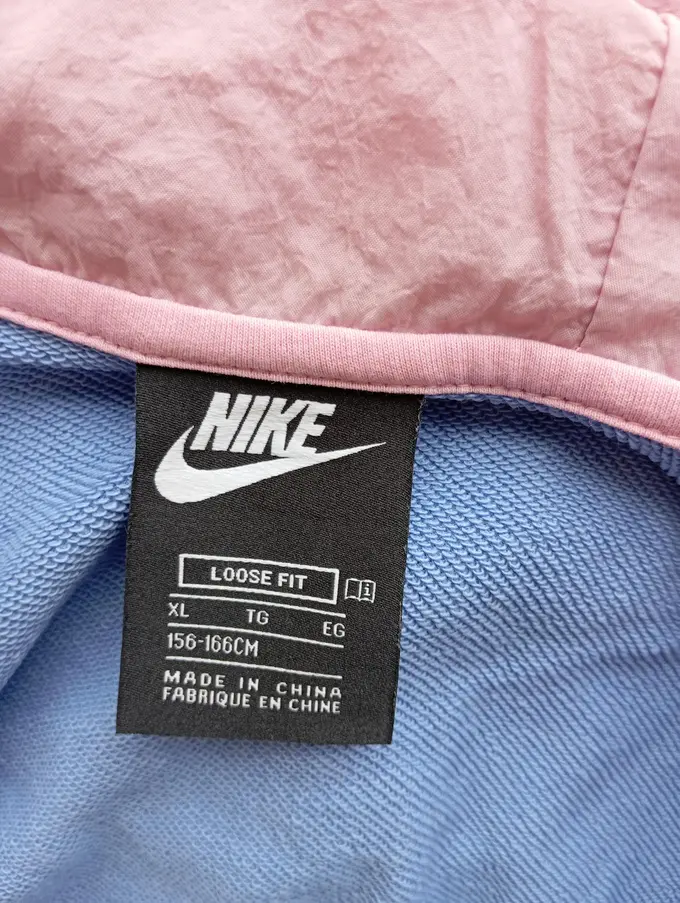 NIKE
LOOSE FIT
XL TG EG
156-166CM
MADE IN CHINA
FABRIQUE EN CHINE